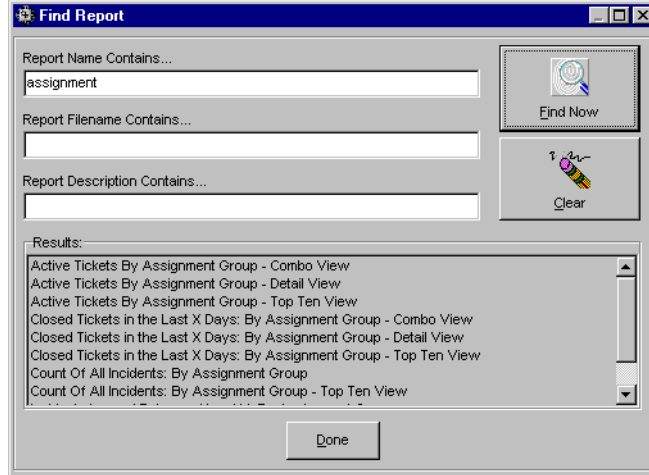 Find Report
Report Name Contains...
assignment
Find Now
Report Filename Contains...
Report Description Contains...
Clear
Results:
Active Tickets By Assignment Group - Combo View
Active Tickets By Assignment Group - Detail View
Active Tickets By Assignment Group - Top Ten View
Closed Tickets in the Last X Days: By Assignment Group - Combo View
Closed Tickets in the Last X Days: By Assignment Group - Detail View
Closed Tickets in the Last X Days: By Assignment Group - Top Ten View
Count Of All Incidents: By Assignment Group
Count Of All Incidents: By Assignment Group - Top Ten View
Done